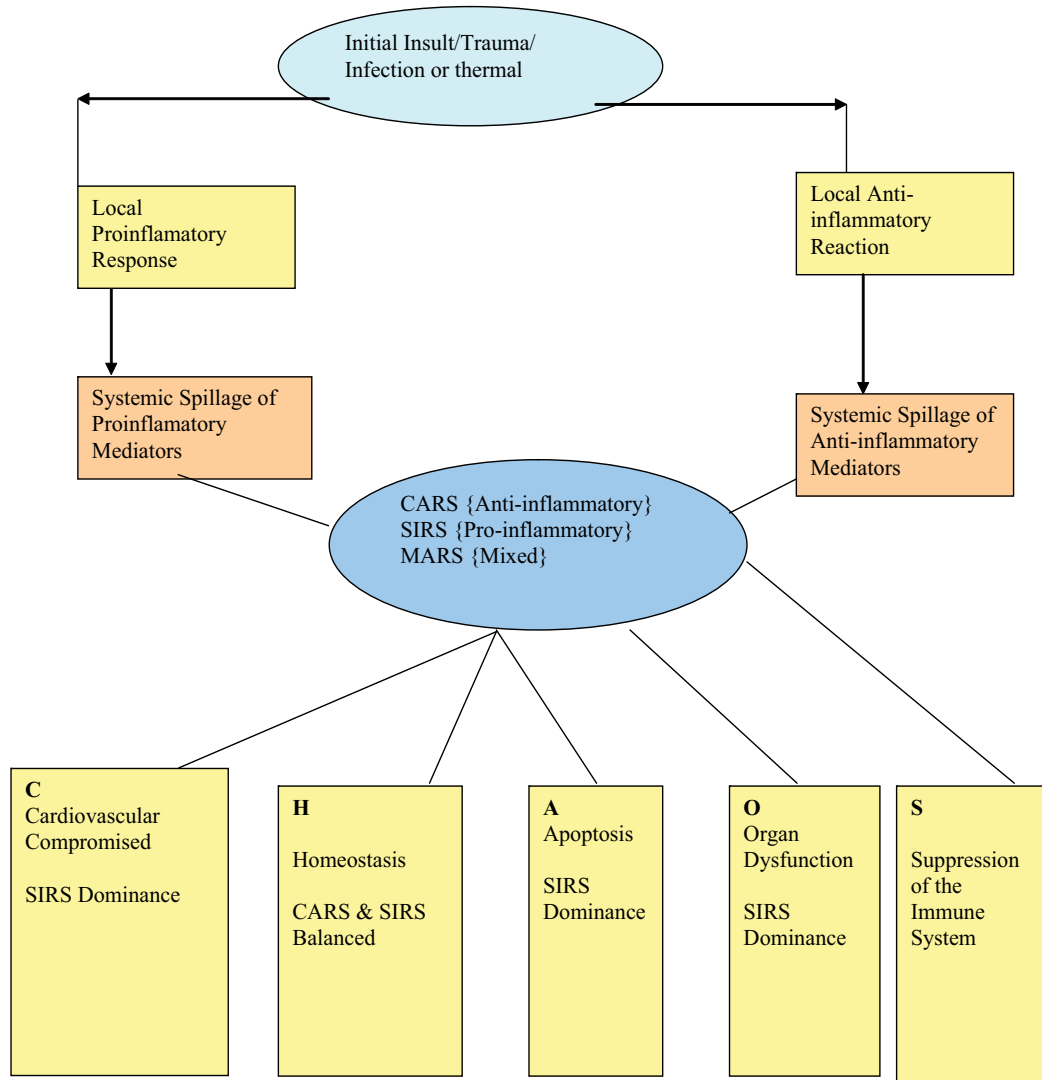 Initial Insult/Trauma/
Infection or thermal
Local
Proinflamatory
Response
Local Anti-
inflammatory
Reaction
Systemic Spillage of
Proinflamatory
Mediators
Systemic Spillage of
Anti-inflammatory
Mediators
CARS {Anti-inflammatory}
SIRS {Pro-inflammatory}
MARS {Mixed}
C
Cardiovascular
Compromised
SIRS Dominance
H
Homeostasis
CARS & SIRS
Balanced
A
Apoptosis
SIRS
Dominance
O
Organ
Dysfunction
SIRS
Dominance
S
Suppression
of the
Immune
System